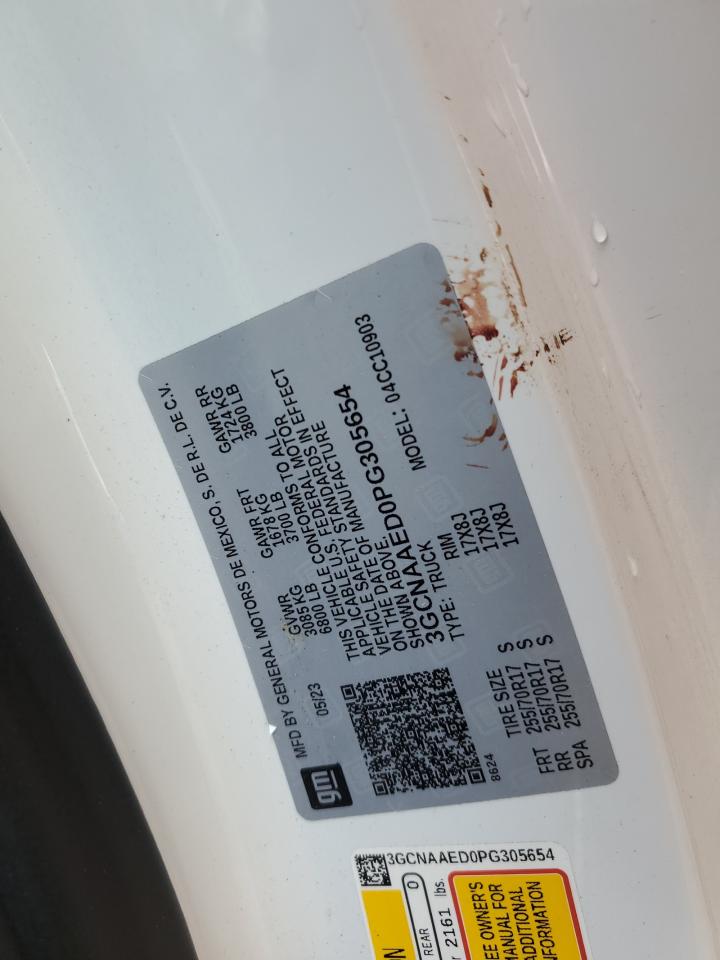 MFD BY GENERAL MOTORS DE MEXICO, S. DE R.L. DE C.V.
gm
05/23 GVWR GAWR FRT GAWR RR
3085 KG 1678 KG 1724 KG
6800 LB 3700 LB 3800 LB
THIS VEHICLE CONFORMS TO ALL
APPLICABLE U.S. FEDERAL MOTOR
VEHICLE SAFETY STANDARDS IN EFFECT
ON THE DATE OF MANUFACTURE
SHOWN ABOVE.
3GCNAAED0PG305654
TYPE: TRUCK MODEL: 04CC10903
8624
TIRE SIZE RIM
FRT 255/70R17 S 17X8J
RR 255/70R17 S 17X8J
SPA 255/70R17 S 17X8J
3GCNAAED0PG305654
ON
REAR 0
2161 lbs.
EE OWNER'S
MANUAL FOR
ADDITIONAL
NFORMATION